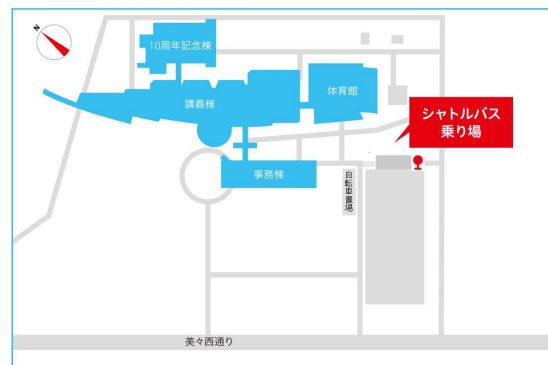 N
10周年記念棟
講義棟
体育館
シャトルバス
乗り場
事務棟
自転車置場
美々西通り